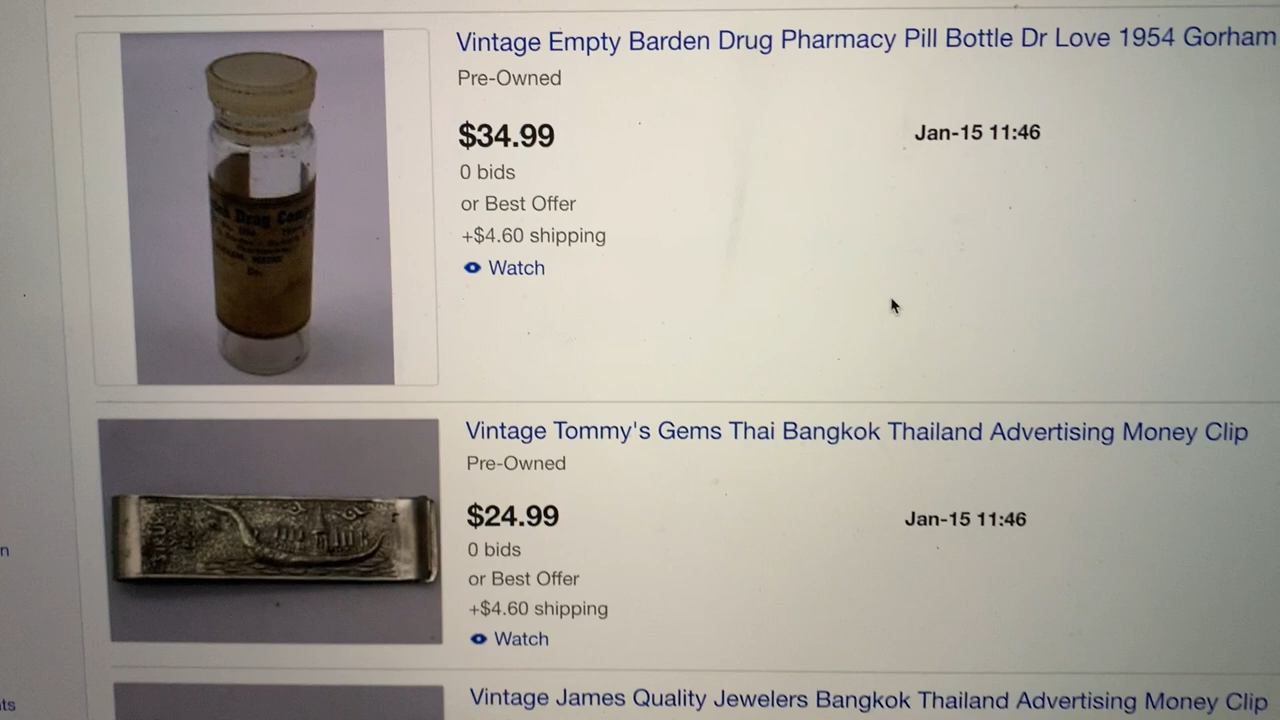 Vintage Empty Barden Drug Pharmacy Pill Bottle Dr Love 1954 Gorham
Pre-Owned
$34.99
Jan-15 11:46
0 bids
or Best Offer
+$4.60 shipping
Watch
Drug
Dr.
Vintage Tommy's Gems Thai Bangkok Thailand Advertising Money Clip
Pre-Owned
$24.99
Jan-15 11:46
0 bids
or Best Offer
+$4.60 shipping
Watch
n
Vintage James Quality Jewelers Bangkok Thailand Advertising Money Clip
ts